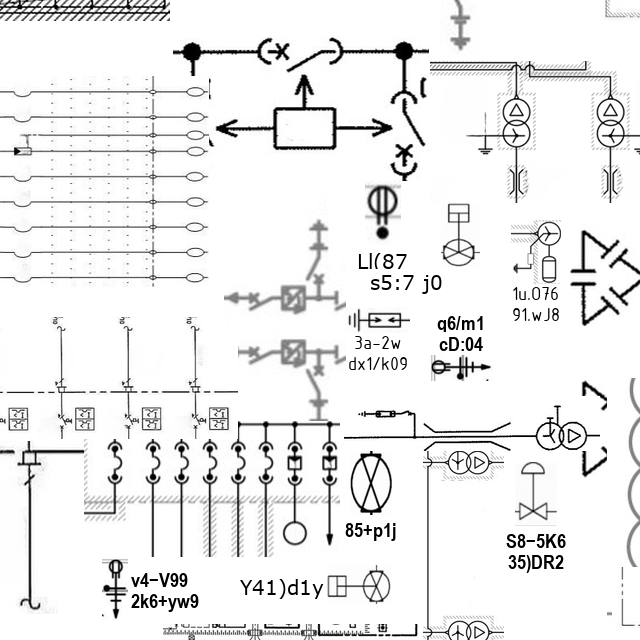 Ll(87
s5:7 j0
1u.O76
91.wJ8
q6/m1
cD:04
3a-2w
dx1/k09
85+p1j
S8-5K6
35)DR2
v4-V99
2k6+yw9
Y41)d1y